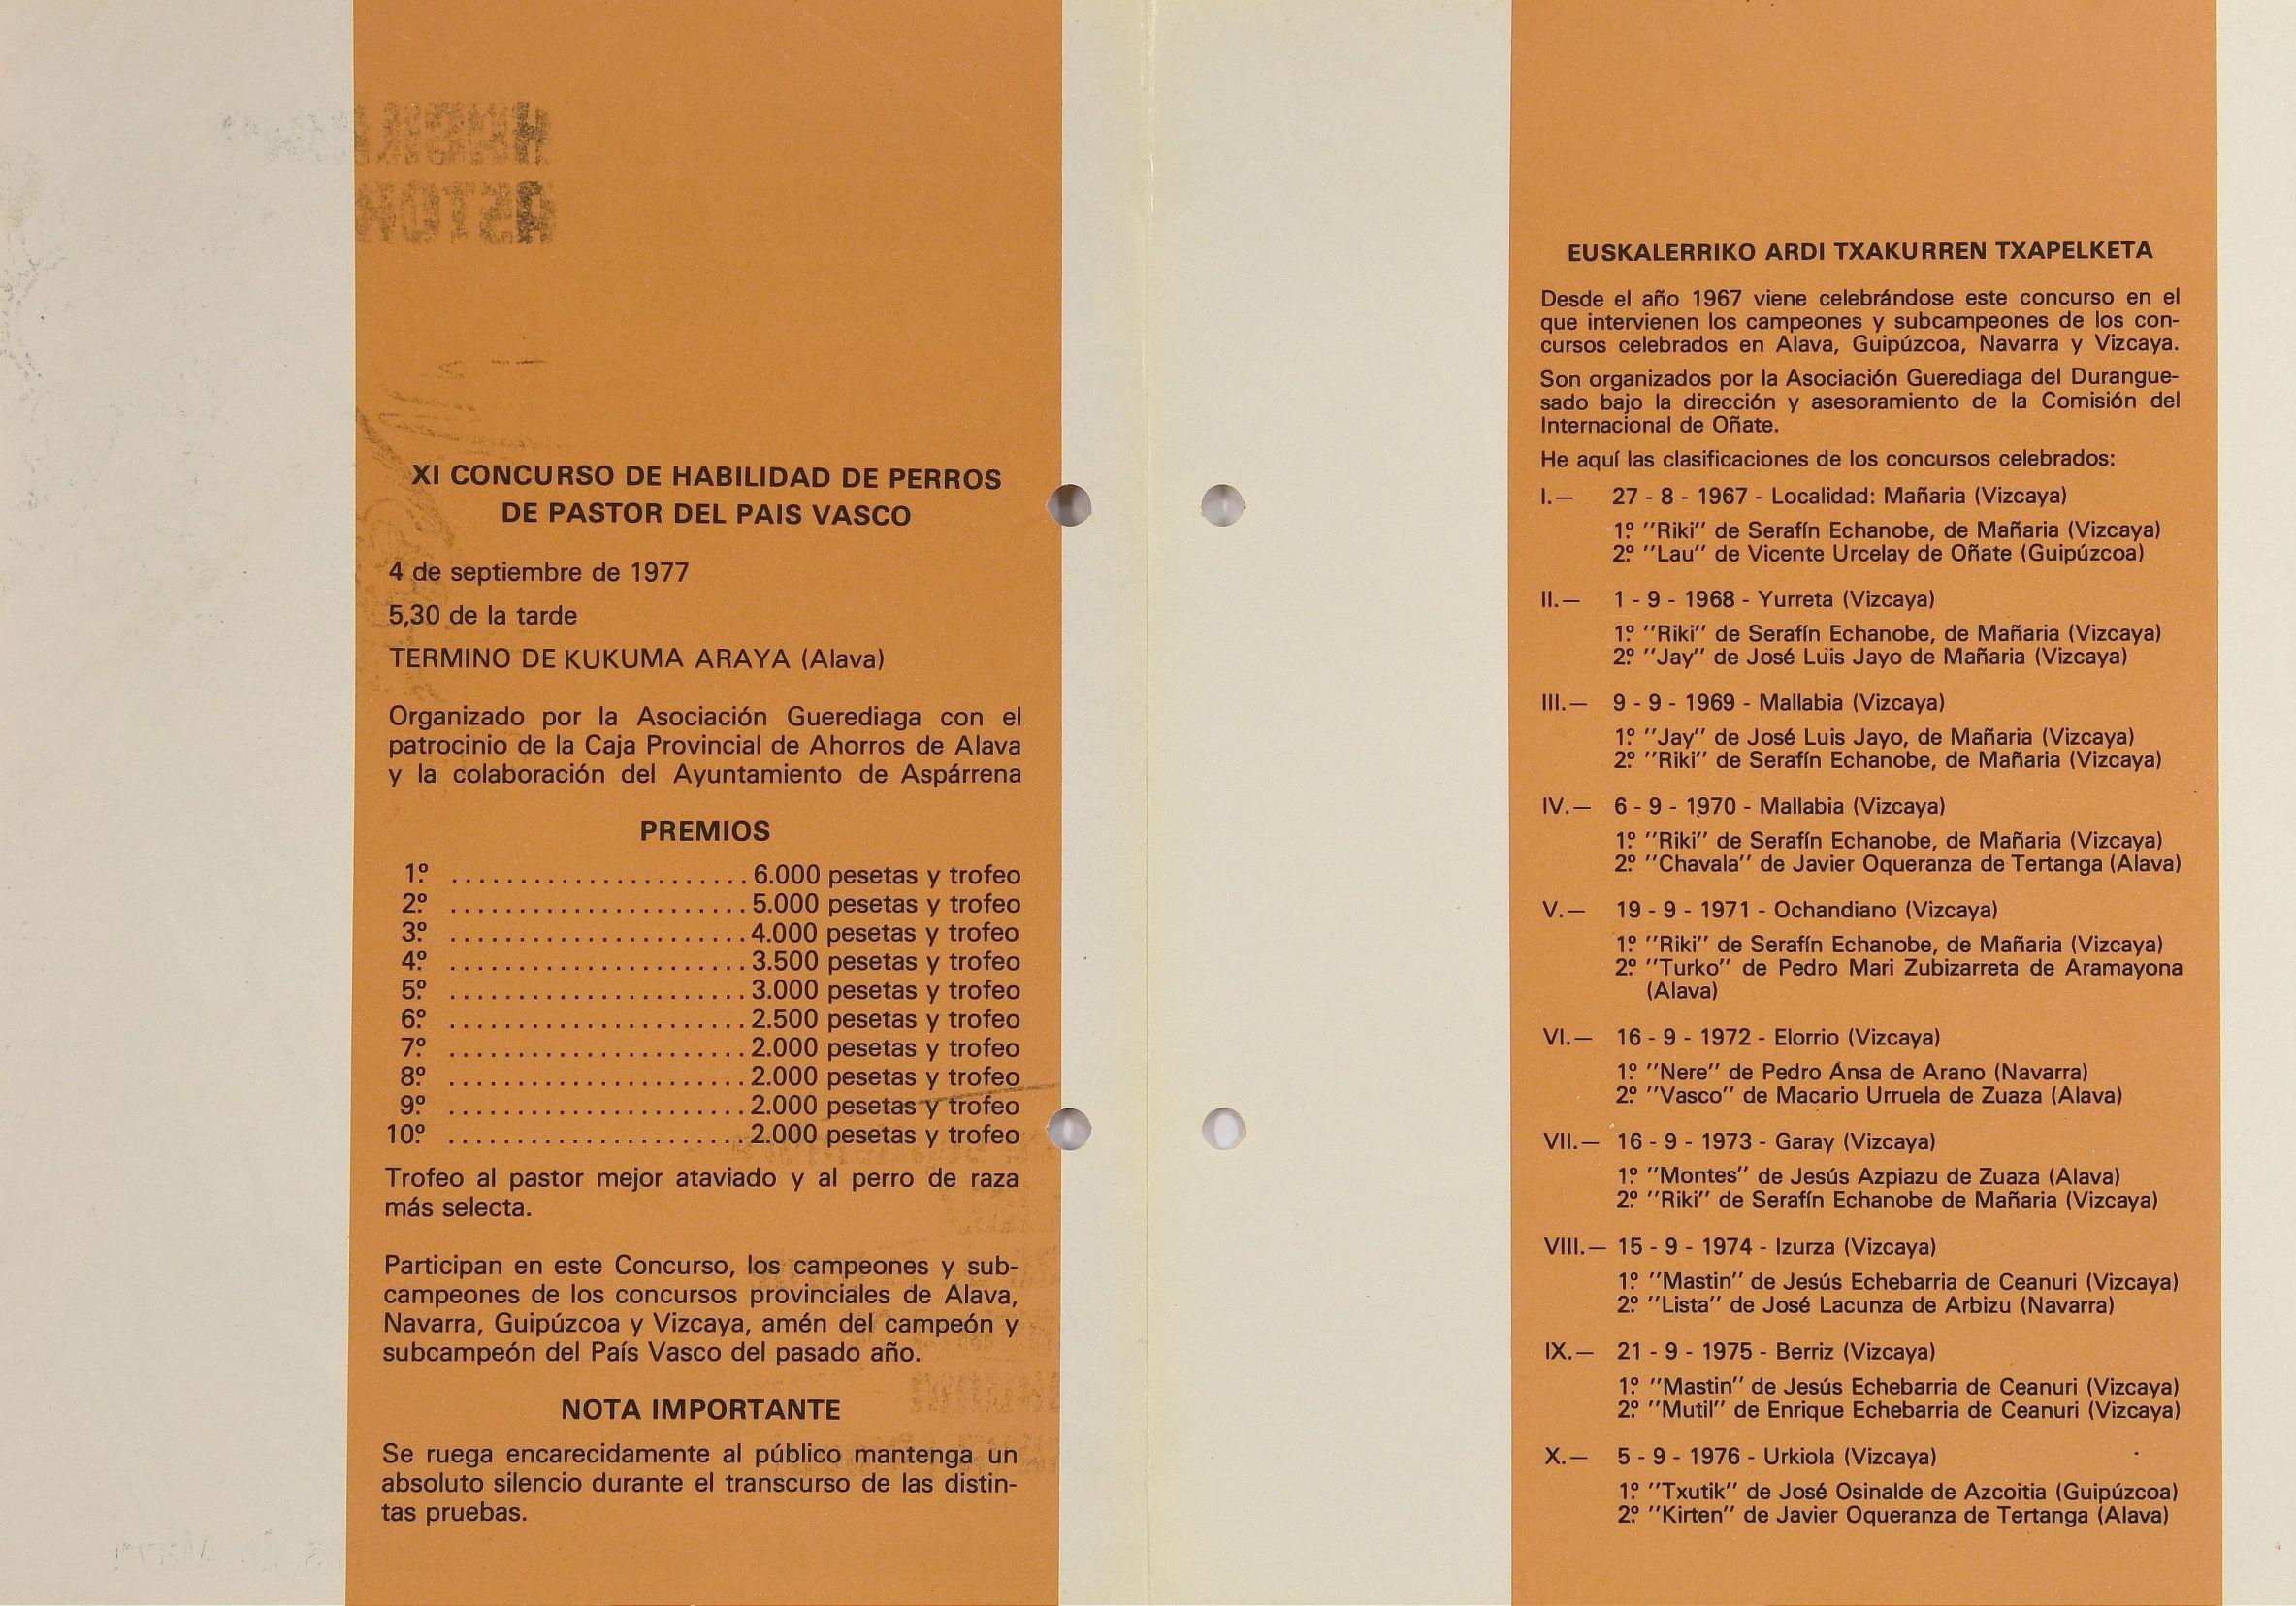 XI CONCURSO DE HABILIDAD DE PERROS
DE PASTOR DEL PAIS VASCO
4 de septiembre de 1977
5,30 de la tarde
TERMINO DE KUKUMA ARAYA (Alava)
Organizado por la Asociación Guerediaga con el
patrocinio de la Caja Provincial de Ahorros de Alava
y la colaboración del Ayuntamiento de Aspárrena
PREMIOS
1.º ...................... 6.000 pesetas y trofeo
2.º ...................... 5.000 pesetas y trofeo
3.º ...................... 4.000 pesetas y trofeo
4.º ...................... 3.500 pesetas y trofeo
5.º ...................... 3.000 pesetas y trofeo
6.º ...................... 2.500 pesetas y trofeo
7.º ...................... 2.000 pesetas y trofeo
8.º ...................... 2.000 pesetas y trofeo
9.º ...................... 2.000 pesetas y trofeo
10.º ...................... 2.000 pesetas y trofeo
Trofeo al pastor mejor ataviado y al perro de raza
más selecta.
Participan en este Concurso, los campeones y sub-
campeones de los concursos provinciales de Alava,
Navarra, Guipúzcoa y Vizcaya, amén del campeón y
subcampeón del País Vasco del pasado año.
NOTA IMPORTANTE
Se ruega encarecidamente al público mantenga un
absoluto silencio durante el transcurso de las distin-
tas pruebas.
EUSKALERRIKO ARDI TXAKURREN TXAPELKETA
Desde el año 1967 viene celebrándose este concurso en el
que intervienen los campeones y subcampeones de los con-
cursos celebrados en Alava, Guipúzcoa, Navarra y Vizcaya.
Son organizados por la Asociación Guerediaga del Durangue-
sado bajo la dirección y asesoramiento de la Comisión del
Internacional de Oñate.
He aquí las clasificaciones de los concursos celebrados:
I.— 27 - 8 - 1967 - Localidad: Mañaria (Vizcaya)
1.º "Riki" de Serafín Echanobe, de Mañaria (Vizcaya)
2.º "Lau" de Vicente Urcelay de Oñate (Guipúzcoa)
II.— 1 - 9 - 1968 - Yurreta (Vizcaya)
1.º "Riki" de Serafín Echanobe, de Mañaria (Vizcaya)
2.º "Jay" de José Luis Jayo de Mañaria (Vizcaya)
III.— 9 - 9 - 1969 - Mallabia (Vizcaya)
1.º "Jay" de José Luis Jayo, de Mañaria (Vizcaya)
2.º "Riki" de Serafín Echanobe, de Mañaria (Vizcaya)
IV.— 6 - 9 - 1970 - Mallabia (Vizcaya)
1.º "Riki" de Serafín Echanobe, de Mañaria (Vizcaya)
2.º "Chavala" de Javier Oqueranza de Tertanga (Alava)
V.— 19 - 9 - 1971 - Ochandiano (Vizcaya)
1.º "Riki" de Serafín Echanobe, de Mañaria (Vizcaya)
2.º "Turko" de Pedro Mari Zubizarreta de Aramayona
(Alava)
VI.— 16 - 9 - 1972 - Elorrio (Vizcaya)
1.º "Nere" de Pedro Ansa de Arano (Navarra)
2.º "Vasco" de Macario Urruela de Zuaza (Alava)
VII.— 16 - 9 - 1973 - Garay (Vizcaya)
1.º "Montes" de Jesús Azpiazu de Zuaza (Alava)
2.º "Riki" de Serafín Echanobe de Mañaria (Vizcaya)
VIII.— 15 - 9 - 1974 - Izurza (Vizcaya)
1.º "Mastin" de Jesús Echebarria de Ceanuri (Vizcaya)
2.º "Lista" de José Lacunza de Arbizu (Navarra)
IX.— 21 - 9 - 1975 - Berriz (Vizcaya)
1.º "Mastin" de Jesús Echebarria de Ceanuri (Vizcaya)
2.º "Mutil" de Enrique Echebarria de Ceanuri (Vizcaya)
X.— 5 - 9 - 1976 - Urkiola (Vizcaya)
1.º "Txutik" de José Osinalde de Azcoitia (Guipúzcoa)
2.º "Kirten" de Javier Oqueranza de Tertanga (Alava)